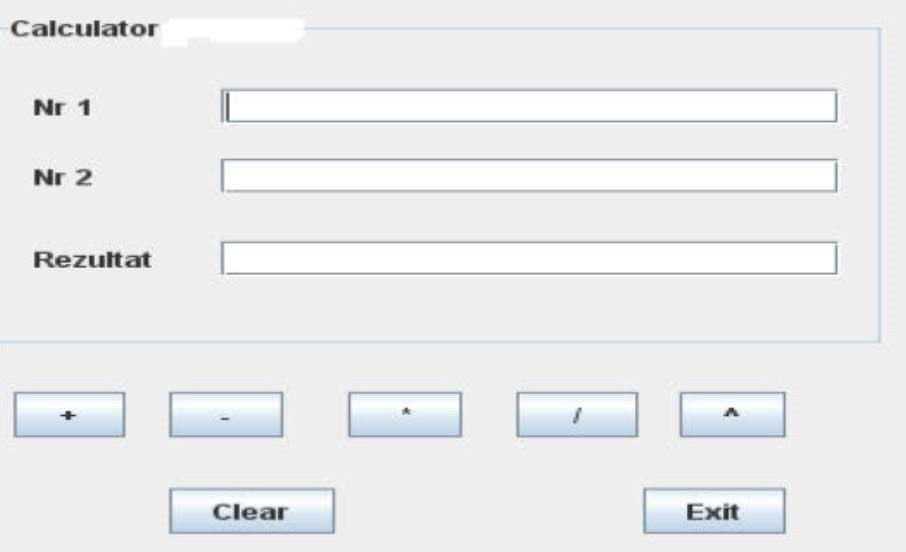 Calculator
Nr 1
Nr 2
Rezultat
+ - * / ^
Clear Exit